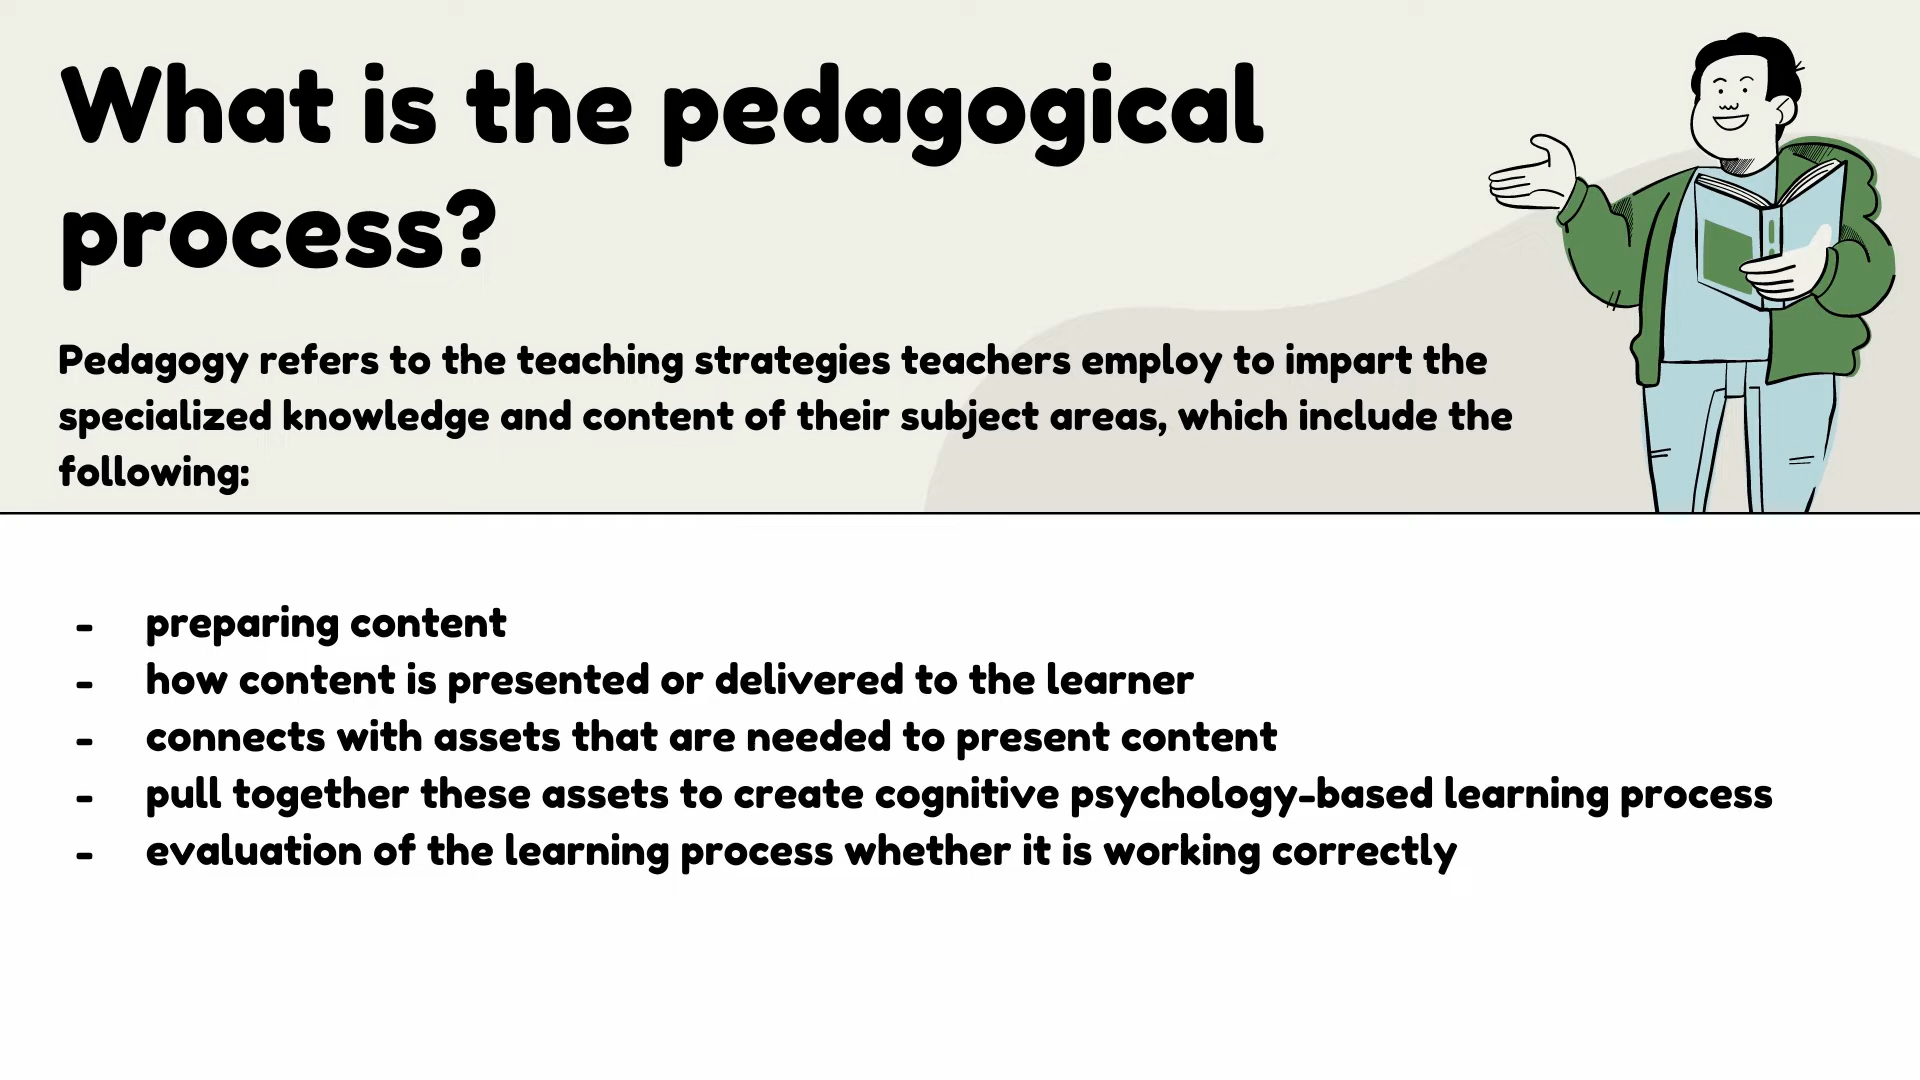 What is the pedagogical
process?
Pedagogy refers to the teaching strategies teachers employ to impart the
specialized knowledge and content of their subject areas, which include the
following:
- preparing content
- how content is presented or delivered to the learner
- connects with assets that are needed to present content
- pull together these assets to create cognitive psychology-based learning process
- evaluation of the learning process whether it is working correctly